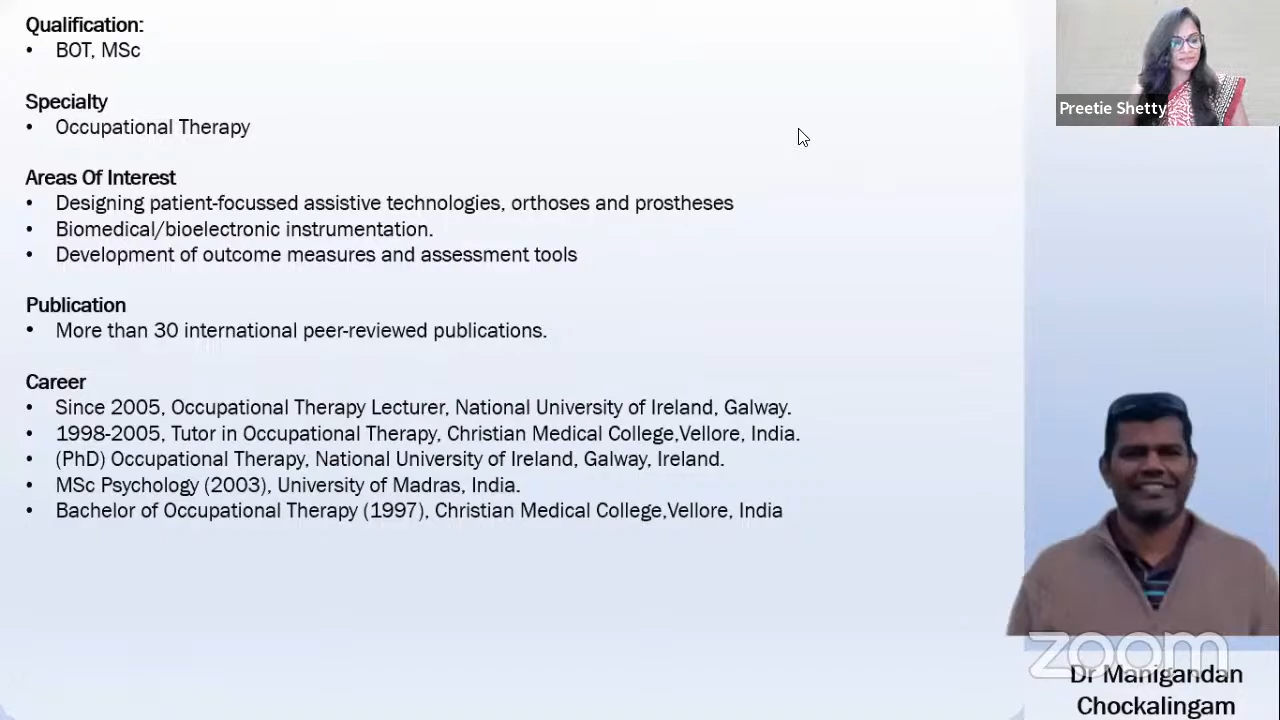 Qualification:
• BOT, MSc
Specialty
• Occupational Therapy
Areas Of Interest
• Designing patient-focussed assistive technologies, orthoses and prostheses
• Biomedical/bioelectronic instrumentation.
• Development of outcome measures and assessment tools
Publication
• More than 30 international peer-reviewed publications.
Career
• Since 2005, Occupational Therapy Lecturer, National University of Ireland, Galway.
• 1998-2005, Tutor in Occupational Therapy, Christian Medical College,Vellore, India.
• (PhD) Occupational Therapy, National University of Ireland, Galway, Ireland.
• MSc Psychology (2003), University of Madras, India.
• Bachelor of Occupational Therapy (1997), Christian Medical College,Vellore, India
Preetie Shetty
zoom
Dr Manigandan
Chockalingam